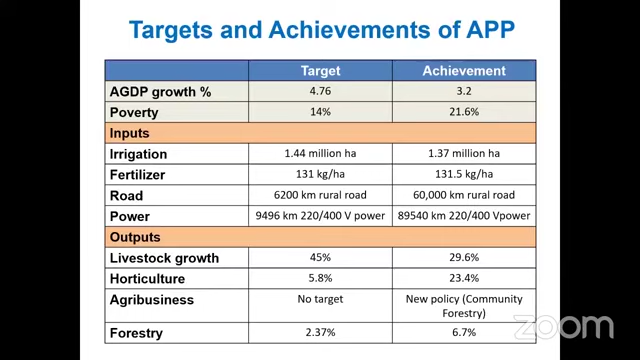 Targets and Achievements of APP
Target Achievement
AGDP growth % 4.76 3.2
Poverty 14% 21.6%
Inputs
Irrigation 1.44 million ha 1.37 million ha
Fertilizer 131 kg/ha 131.5 kg/ha
Road 6200 km rural road 60,000 km rural road
Power 9496 km 220/400 V power 89540 km 220/400 Vpower
Outputs
Livestock growth 45% 29.6%
Horticulture 5.8% 23.4%
Agribusiness No target New policy (Community
Forestry)
Forestry 2.37% 6.7%
zoom